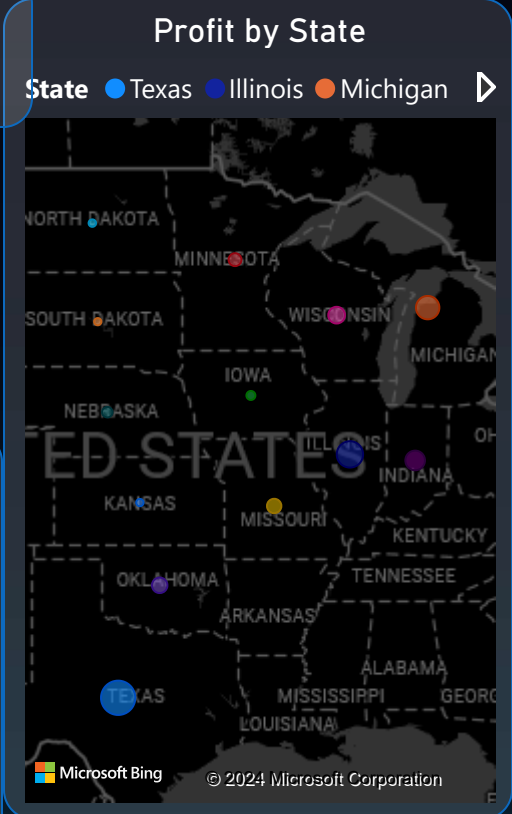 Profit by State
State Texas Illinois Michigan
NORTH DAKOTA
MINNESOTA
SOUTH DAKOTA
WISCONSIN
MICHIGAN
IOWA
NEBRASKA
TED STATES
ILLINOIS
OH
INDIANA
KANSAS
MISSOURI
KENTUCKY
OKLAHOMA
TENNESSEE
ARKANSAS
ALABAMA
TEXAS
MISSISSIPPI
GEORG
LOUISIANA
Microsoft Bing
© 2024 Microsoft Corporation